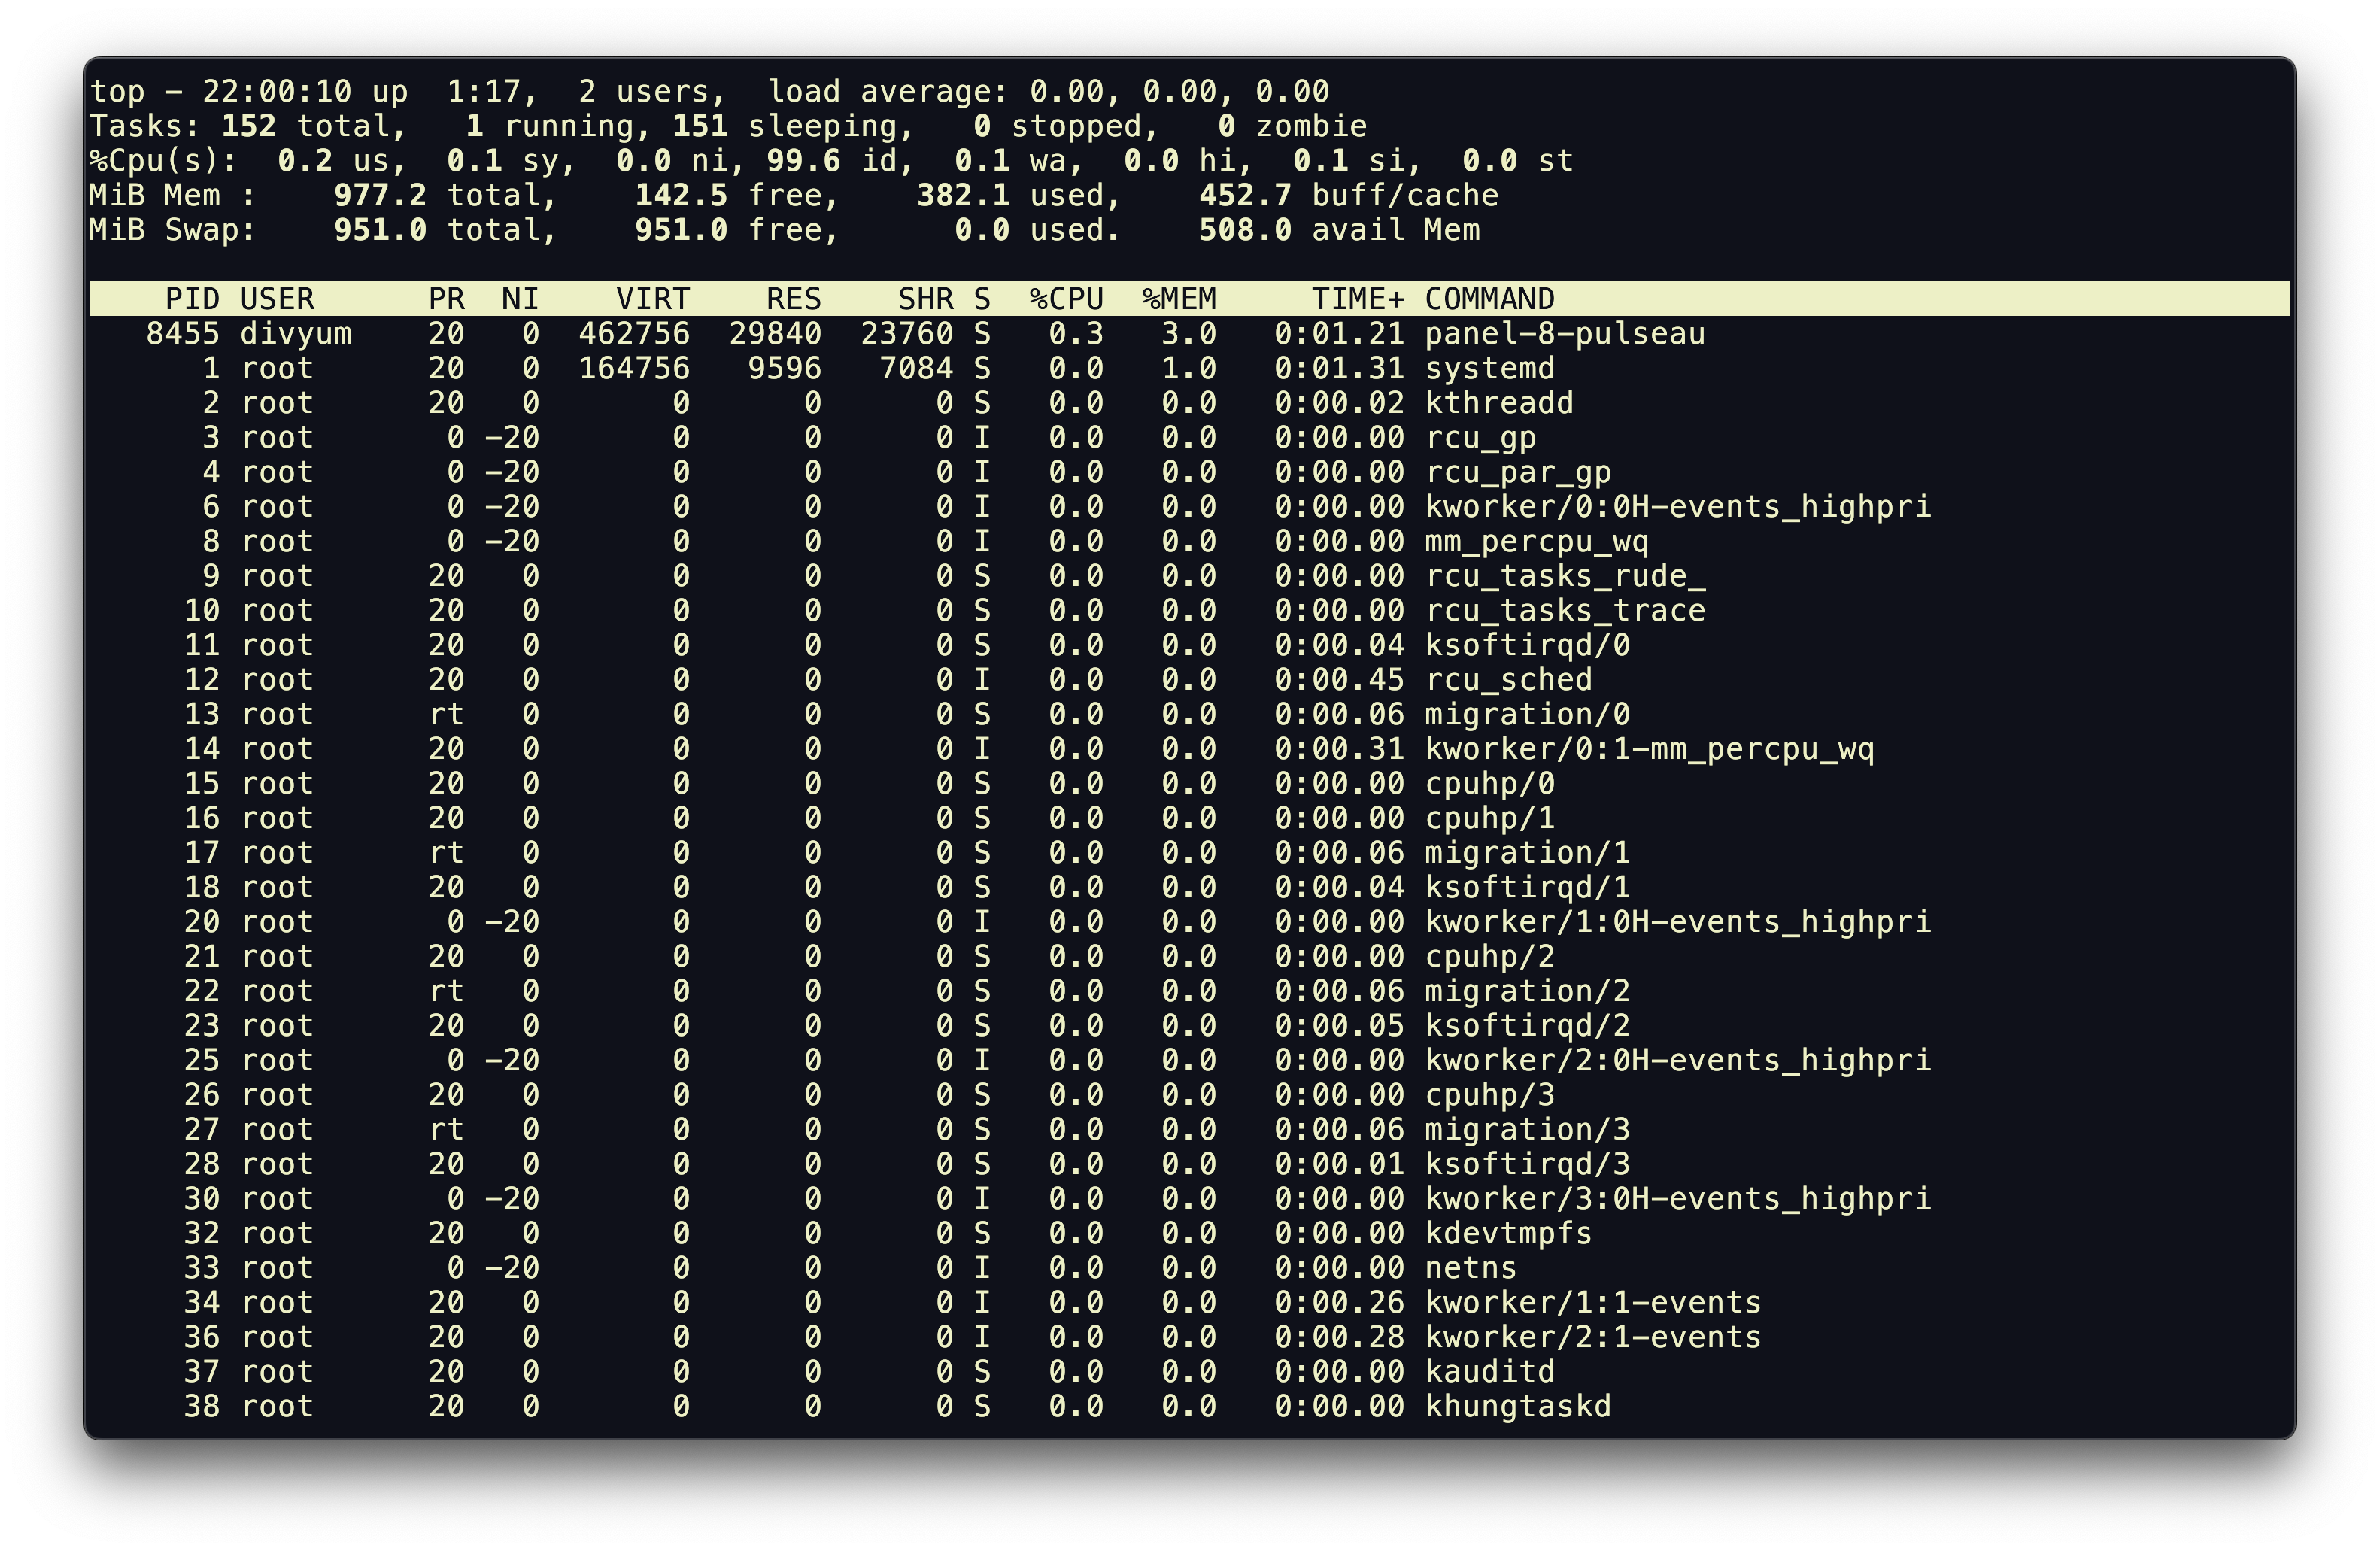 top - 22:00:10 up  1:17,  2 users,  load average: 0.00, 0.00, 0.00
Tasks: 152 total,   1 running, 151 sleeping,   0 stopped,   0 zombie
%Cpu(s):  0.2 us,  0.1 sy,  0.0 ni, 99.6 id,  0.1 wa,  0.0 hi,  0.1 si,  0.0 st
MiB Mem :    977.2 total,    142.5 free,    382.1 used,    452.7 buff/cache
MiB Swap:    951.0 total,    951.0 free,      0.0 used.    508.0 avail Mem
PID USER      PR  NI    VIRT    RES    SHR S  %CPU  %MEM     TIME+ COMMAND
8455 divyum    20   0  462756  29840  23760 S   0.3   3.0   0:01.21 panel-8-pulseau
1 root      20   0  164756   9596   7084 S   0.0   1.0   0:01.31 systemd
2 root      20   0       0      0      0 S   0.0   0.0   0:00.02 kthreadd
3 root       0 -20       0      0      0 I   0.0   0.0   0:00.00 rcu_gp
4 root       0 -20       0      0      0 I   0.0   0.0   0:00.00 rcu_par_gp
6 root       0 -20       0      0      0 I   0.0   0.0   0:00.00 kworker/0:0H-events_highpri
8 root       0 -20       0      0      0 I   0.0   0.0   0:00.00 mm_percpu_wq
9 root      20   0       0      0      0 S   0.0   0.0   0:00.00 rcu_tasks_rude_
10 root      20   0       0      0      0 S   0.0   0.0   0:00.00 rcu_tasks_trace
11 root      20   0       0      0      0 S   0.0   0.0   0:00.04 ksoftirqd/0
12 root      20   0       0      0      0 I   0.0   0.0   0:00.45 rcu_sched
13 root      rt   0       0      0      0 S   0.0   0.0   0:00.06 migration/0
14 root      20   0       0      0      0 I   0.0   0.0   0:00.31 kworker/0:1-mm_percpu_wq
15 root      20   0       0      0      0 S   0.0   0.0   0:00.00 cpuhp/0
16 root      20   0       0      0      0 S   0.0   0.0   0:00.00 cpuhp/1
17 root      rt   0       0      0      0 S   0.0   0.0   0:00.06 migration/1
18 root      20   0       0      0      0 S   0.0   0.0   0:00.04 ksoftirqd/1
20 root       0 -20       0      0      0 I   0.0   0.0   0:00.00 kworker/1:0H-events_highpri
21 root      20   0       0      0      0 S   0.0   0.0   0:00.00 cpuhp/2
22 root      rt   0       0      0      0 S   0.0   0.0   0:00.06 migration/2
23 root      20   0       0      0      0 S   0.0   0.0   0:00.05 ksoftirqd/2
25 root       0 -20       0      0      0 I   0.0   0.0   0:00.00 kworker/2:0H-events_highpri
26 root      20   0       0      0      0 S   0.0   0.0   0:00.00 cpuhp/3
27 root      rt   0       0      0      0 S   0.0   0.0   0:00.06 migration/3
28 root      20   0       0      0      0 S   0.0   0.0   0:00.01 ksoftirqd/3
30 root       0 -20       0      0      0 I   0.0   0.0   0:00.00 kworker/3:0H-events_highpri
32 root      20   0       0      0      0 S   0.0   0.0   0:00.00 kdevtmpfs
33 root       0 -20       0      0      0 I   0.0   0.0   0:00.00 netns
34 root      20   0       0      0      0 I   0.0   0.0   0:00.26 kworker/1:1-events
36 root      20   0       0      0      0 I   0.0   0.0   0:00.28 kworker/2:1-events
37 root      20   0       0      0      0 S   0.0   0.0   0:00.00 kauditd
38 root      20   0       0      0      0 S   0.0   0.0   0:00.00 khungtaskd